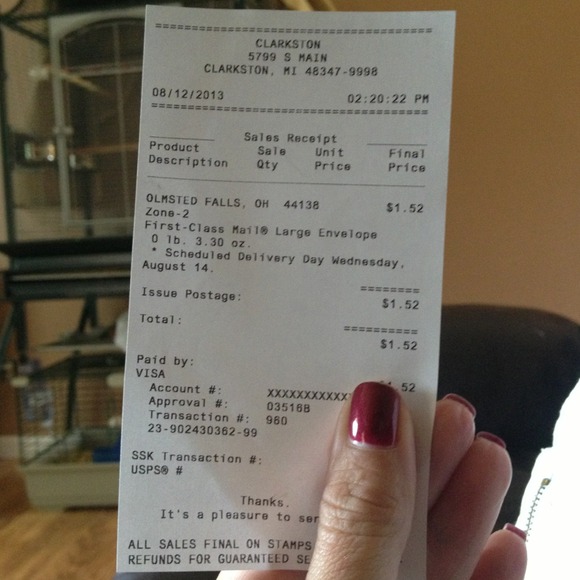 CLARKSTON
5799 S MAIN
CLARKSTON, MI 48347-9998
08/12/2013 02:20:22 PM
Sales Receipt
Product Sale Unit Final
Description Qty Price Price
OLMSTED FALLS, OH 44138 $1.52
Zone-2
First-Class Mail® Large Envelope
0 lb. 3.30 oz.
* Scheduled Delivery Day Wednesday,
August 14.
Issue Postage: $1.52
Total: $1.52
Paid by:
VISA .52
Account #: XXXXXXXXXXX
Approval #: 03516B
Transaction #: 960
23-902430362-99
SSK Transaction #:
USPS® #
Thanks.
It's a pleasure to
ALL SALES FINAL ON STAMPS
REFUNDS FOR GUARANTEED